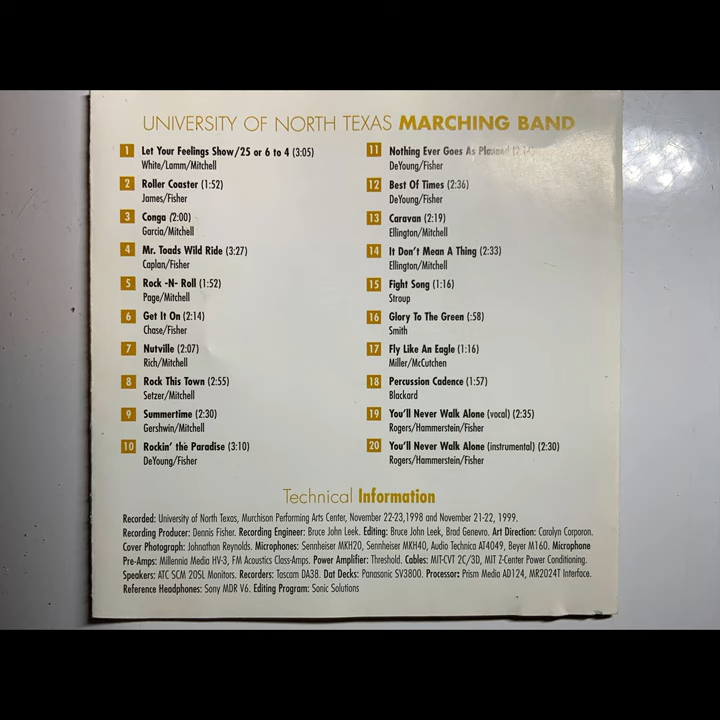 UNIVERSITY OF NORTH TEXAS MARCHING BAND
1 Let Your Feelings Show/25 or 6 to 4 (3:05)
White/Lamm/Mitchell
2 Roller Coaster (1:52)
James/Fisher
3 Conga (2:00)
Garcia/Mitchell
4 Mr. Toads Wild Ride (3:27)
Caplan/Fisher
5 Rock -N- Roll (1:52)
Page/Mitchell
6 Get It On (2:14)
Chase/Fisher
7 Nutville (2:07)
Rich/Mitchell
8 Rock This Town (2:55)
Setzer/Mitchell
9 Summertime (2:30)
Gershwin/Mitchell
10 Rockin' the Paradise (3:10)
DeYoung/Fisher
11 Nothing Ever Goes As Planned
DeYoung/Fisher
12 Best Of Times (2:36)
DeYoung/Fisher
13 Caravan (2:19)
Ellington/Mitchell
14 It Don't Mean A Thing (2:33)
Ellington/Mitchell
15 Fight Song (1:16)
Stroup
16 Glory To The Green (:58)
Smith
17 Fly Like An Eagle (1:16)
Miller/McCutchen
18 Percussion Cadence (1:57)
Blackard
19 You'll Never Walk Alone (vocal) (2:35)
Rogers/Hammerstein/Fisher
20 You'll Never Walk Alone (instrumental) (2:30)
Rogers/Hammerstein/Fisher
Technical Information
Recorded: University of North Texas, Murchison Performing Arts Center, November 22-23,1998 and November 21-22, 1999.
Recording Producer: Dennis Fisher. Recording Engineer: Bruce John Leek. Editing: Bruce John Leek, Brad Genevro. Art Direction: Carolyn Corporon.
Cover Photograph: Johnathan Reynolds. Microphones: Sennheiser MKH20, Sennheiser MKH40, Audio Technica AT4049, Beyer M160. Microphone
Pre-Amps: Millennia Media HV-3, FM Acoustics Class-Amps. Power Amplifier: Threshold. Cables: MIT-CVT 2C/3D, MIT Z-Center Power Conditioning.
Speakers: ATC SCM 20SL Monitors. Recorders: Tascam DA38. Dat Decks: Panasonic SV3800. Processor: Prism Media AD124, MR2024T Interface.
Reference Headphones: Sony MDR V6. Editing Program: Sonic Solutions